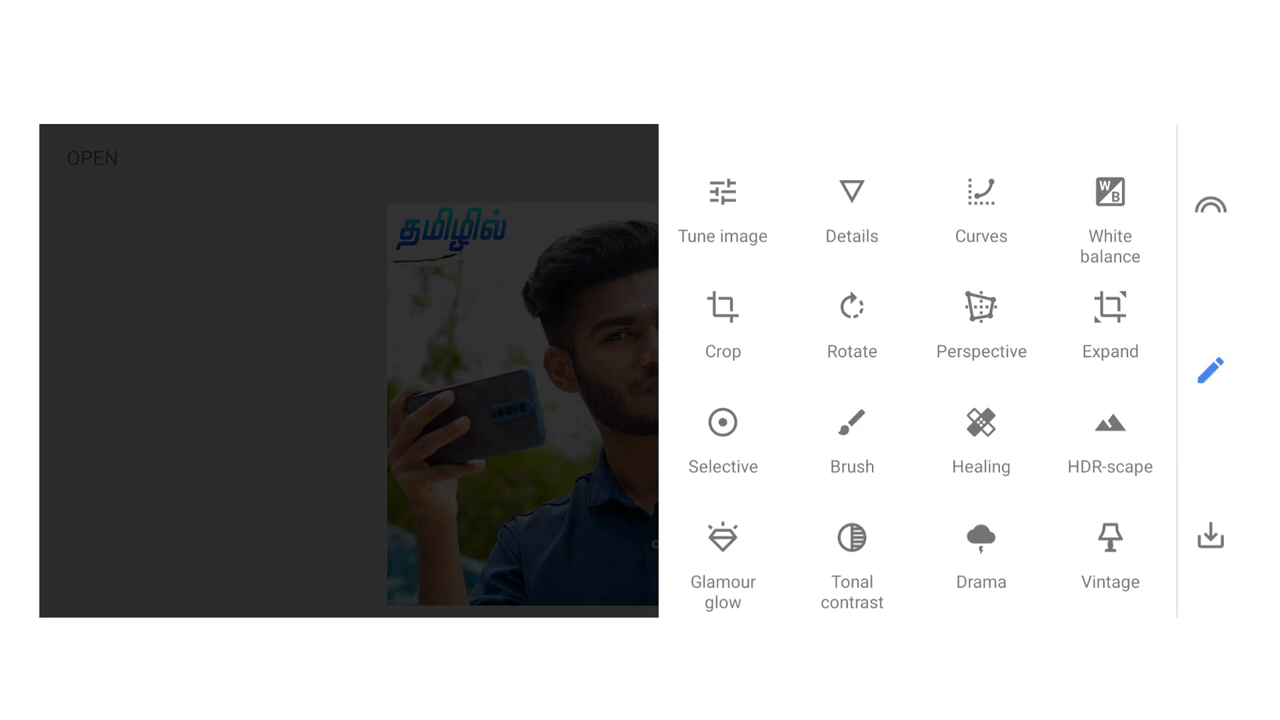 OPEN
தமிழில்
Tune image
Details
Curves
White
balance
WB
Crop
Rotate
Perspective
Expand
Selective
Brush
Healing
HDR-scape
Glamour
glow
Tonal
contrast
Drama
Vintage